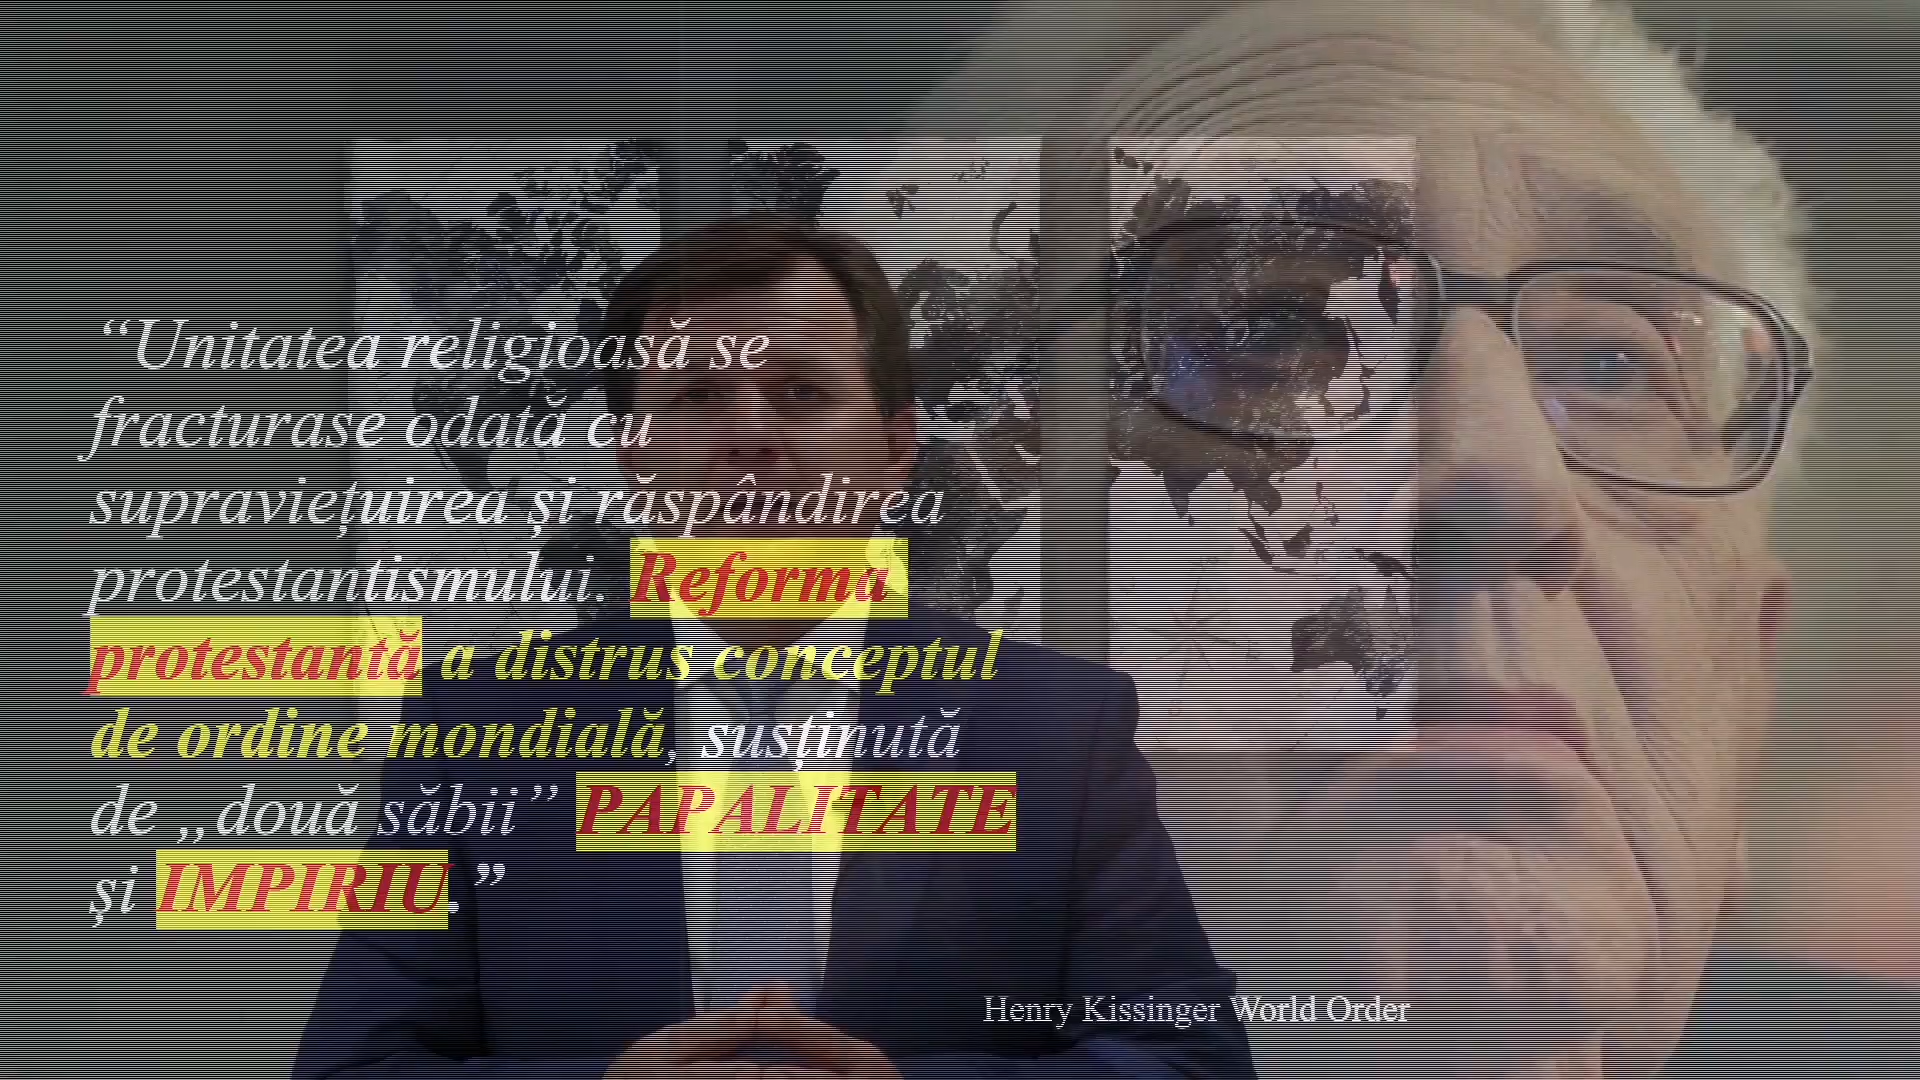 “Unitatea religioasă se
fracturase odată cu
supraviețuirea și răspândirea
protestantismului. Reforma
protestantă a distrus conceptul
de ordine mondială, susținută
de „două săbii” PAPALITATE
și IMPIRIU.”
Henry Kissinger World Order